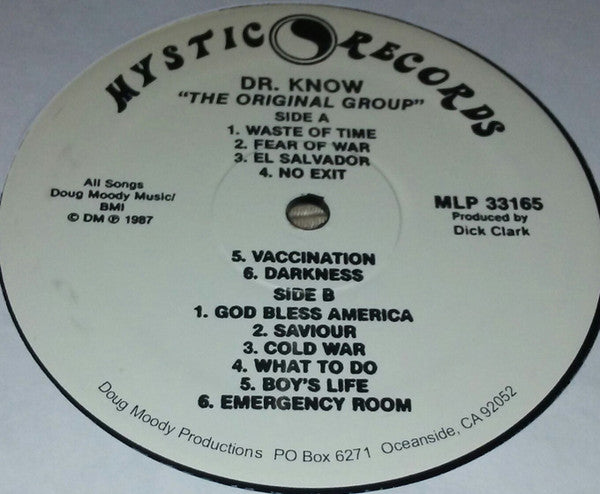 MYSTIC RECORDS
DR. KNOW
"THE ORIGINAL GROUP"
SIDE A
1. WASTE OF TIME
2. FEAR OF WAR
3. EL SALVADOR
4. NO EXIT
All Songs
Doug Moody Music/
BMI
© DM ℗ 1987
MLP 33165
Produced by
Dick Clark
5. VACCINATION
6. DARKNESS
SIDE B
1. GOD BLESS AMERICA
2. SAVIOUR
3. COLD WAR
4. WHAT TO DO
5. BOY'S LIFE
6. EMERGENCY ROOM
Doug Moody Productions PO Box 6271 Oceanside, CA 92052